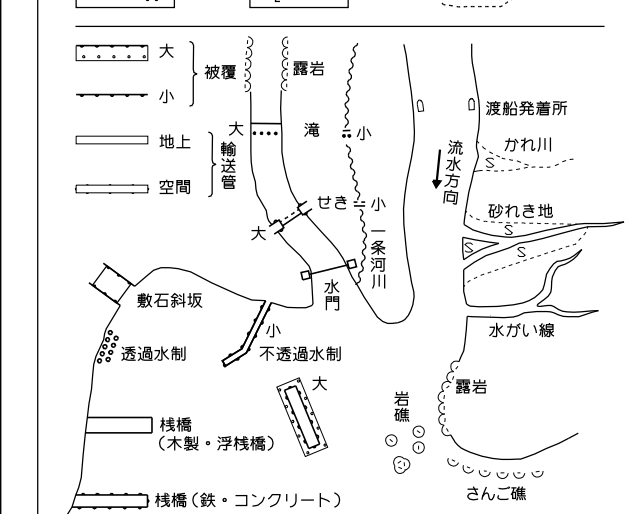 大
小
被覆
地上
空間
輸送管
露岩
大
滝
小
せき
小
大
一条河川
水門
流水方向
渡船発着所
かれ川
S
砂れき地
S
S
S
水がい線
敷石斜坂
透過水制
小
不透過水制
大
桟橋
(木製・浮桟橋)
桟橋(鉄・コンクリート)
岩礁
露岩
さんご礁